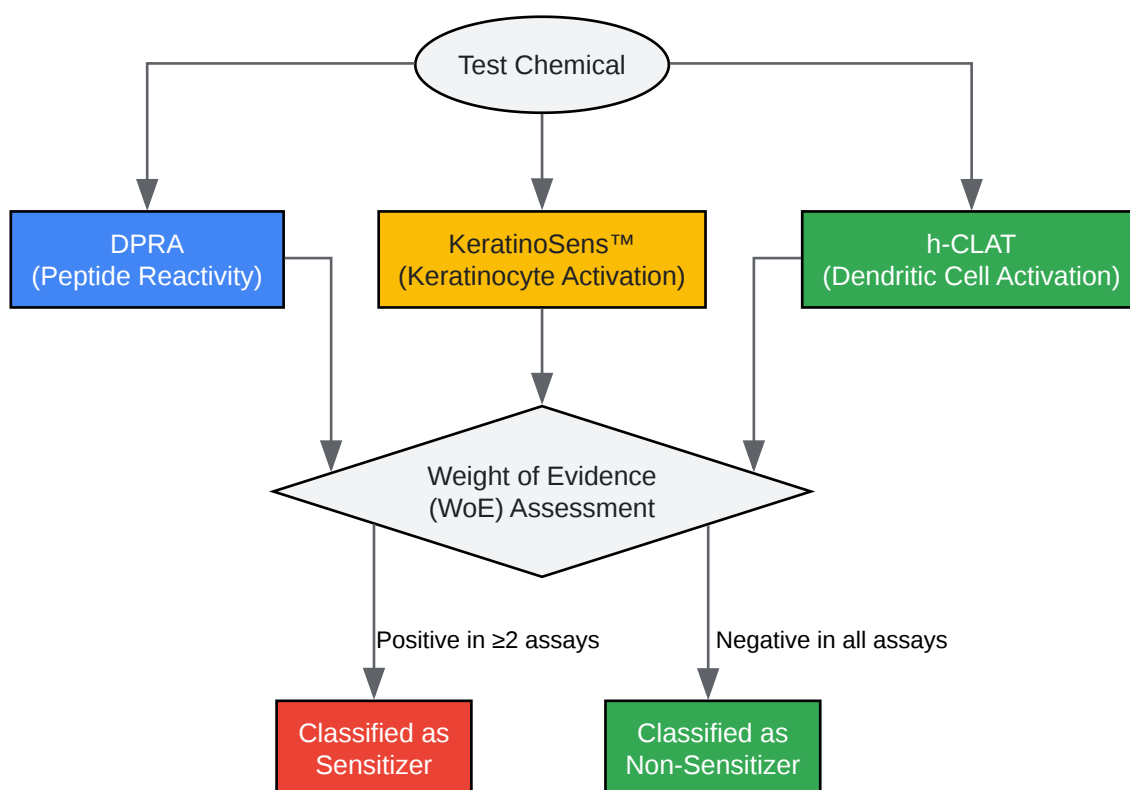 Test Chemical
DPRA
(Peptide Reactivity)
KeratinoSens™
(Keratinocyte Activation)
h-CLAT
(Dendritic Cell Activation)
Weight of Evidence
(WoE) Assessment
Positive in ≥2 assays
Negative in all assays
Classified as
Sensitizer
Classified as
Non-Sensitizer